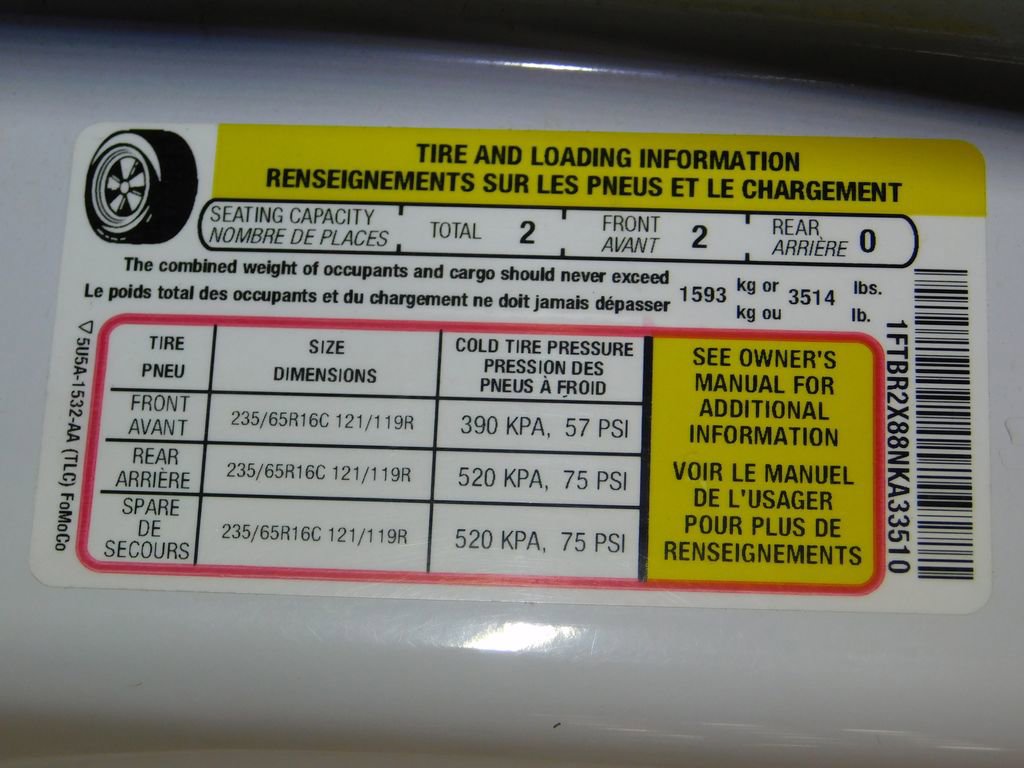 TIRE AND LOADING INFORMATION
RENSEIGNEMENTS SUR LES PNEUS ET LE CHARGEMENT
SEATING CAPACITY TOTAL 2 FRONT 2 REAR 0
NOMBRE DE PLACES AVANT ARRIÈRE
The combined weight of occupants and cargo should never exceed 1593 kg or 3514 lbs.
Le poids total des occupants et du chargement ne doit jamais dépasser kg ou lb.
TIRE SIZE COLD TIRE PRESSURE
PNEU DIMENSIONS PRESSION DES
PNEUS À FROID
FRONT
AVANT 235/65R16C 121/119R 390 KPA, 57 PSI
REAR
ARRIÈRE 235/65R16C 121/119R 520 KPA, 75 PSI
SPARE
DE
SECOURS 235/65R16C 121/119R 520 KPA, 75 PSI
SEE OWNER'S
MANUAL FOR
ADDITIONAL
INFORMATION
VOIR LE MANUEL
DE L'USAGER
POUR PLUS DE
RENSEIGNEMENTS
▽5U5A-1532-AA (TLC) FoMoCo
1FTBR2X88NKA33510